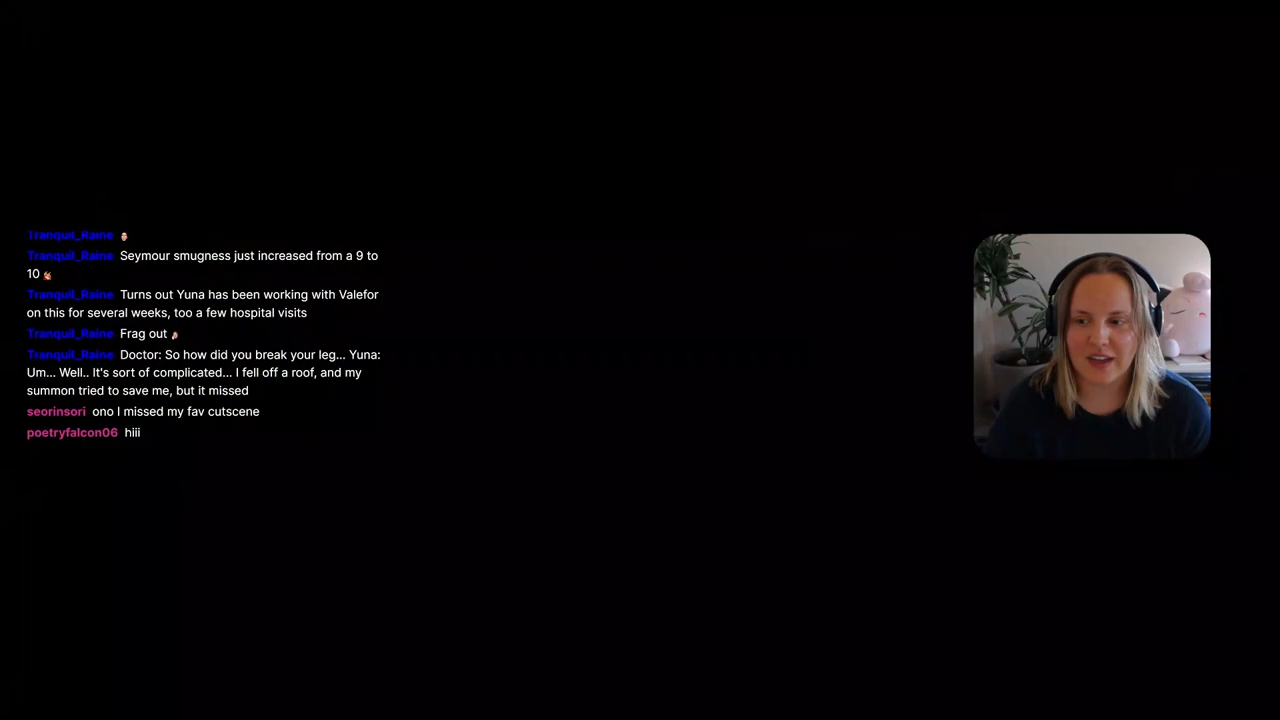 Tranquil_Raine
Tranquil_Raine Seymour smugness just increased from a 9 to
10
Tranquil_Raine Turns out Yuna has been working with Valefor
on this for several weeks, too a few hospital visits
Tranquil_Raine Frag out
Tranquil_Raine Doctor: So how did you break your leg... Yuna:
Um... Well.. It's sort of complicated... I fell off a roof, and my
summon tried to save me, but it missed
seorinsori ono I missed my fav cutscene
poetryfalcon06 hiii